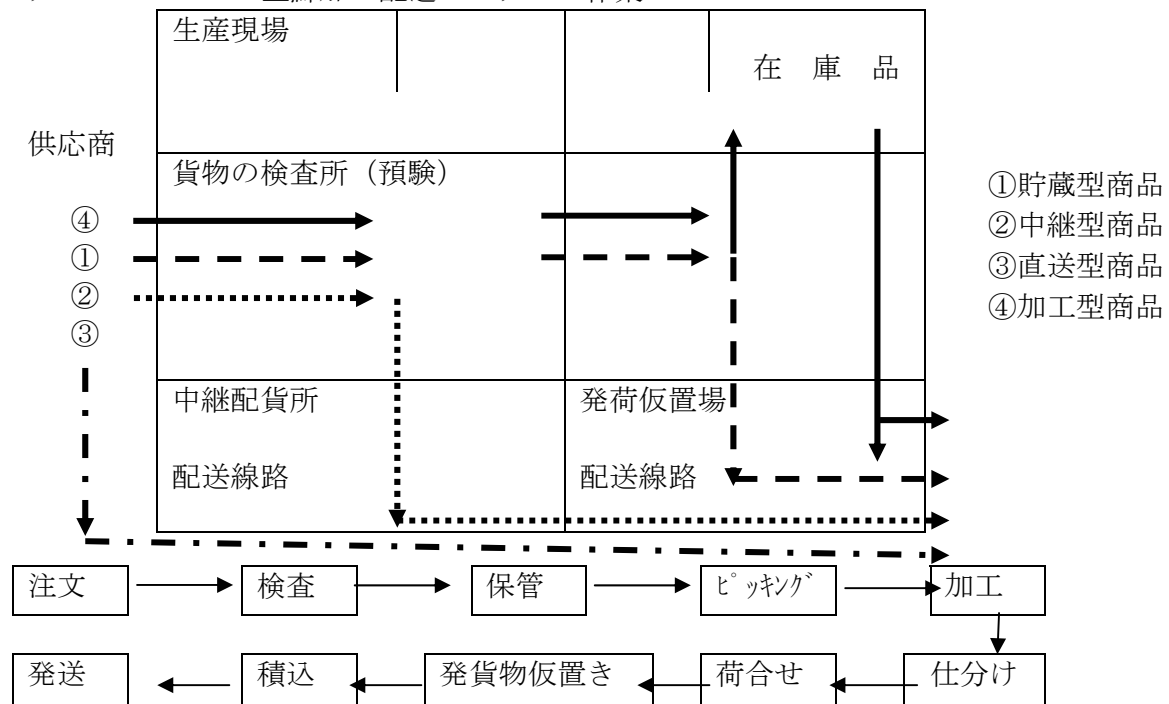 生産現場
在 庫 品
供応商
貨物の検査所（預験）
④
①
②
③
①貯蔵型商品
②中継型商品
③直送型商品
④加工型商品
中継配貨所
発荷仮置場
配送線路
配送線路
注文
検査
保管
ﾋﾟｯｷﾝｸﾞ
加工
発送
積込
発貨物仮置き
荷合せ
仕分け